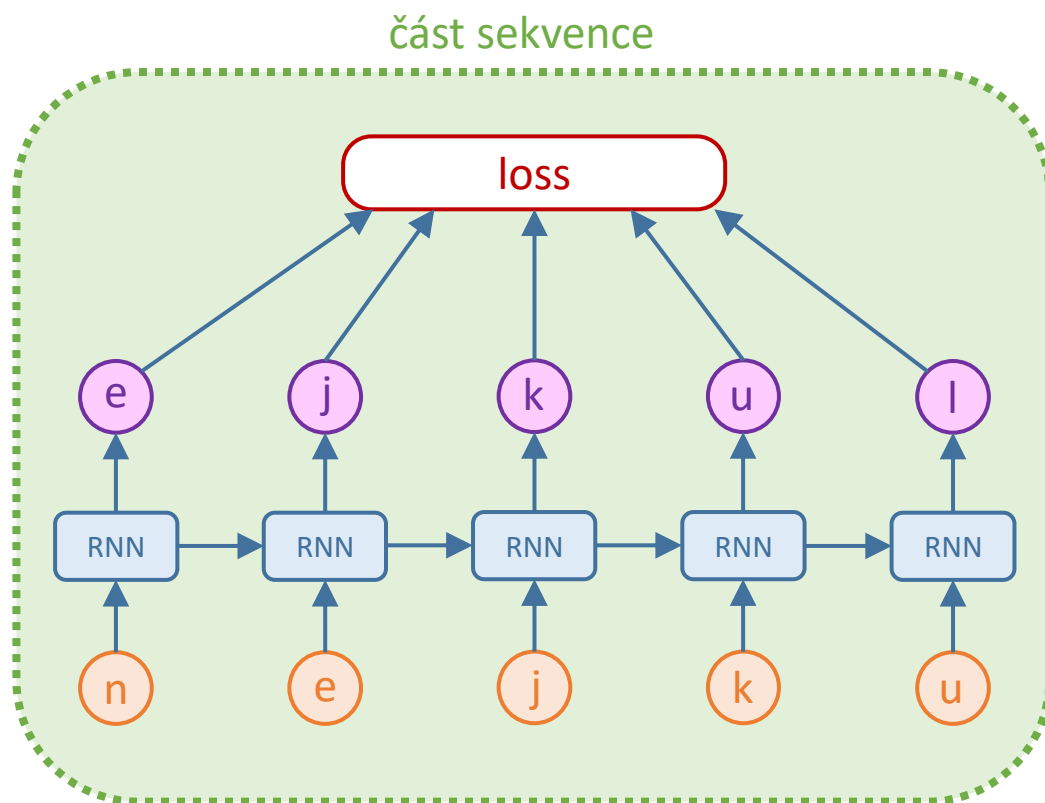 část sekvence
loss
e j k u l
RNN RNN RNN RNN RNN
n e j k u